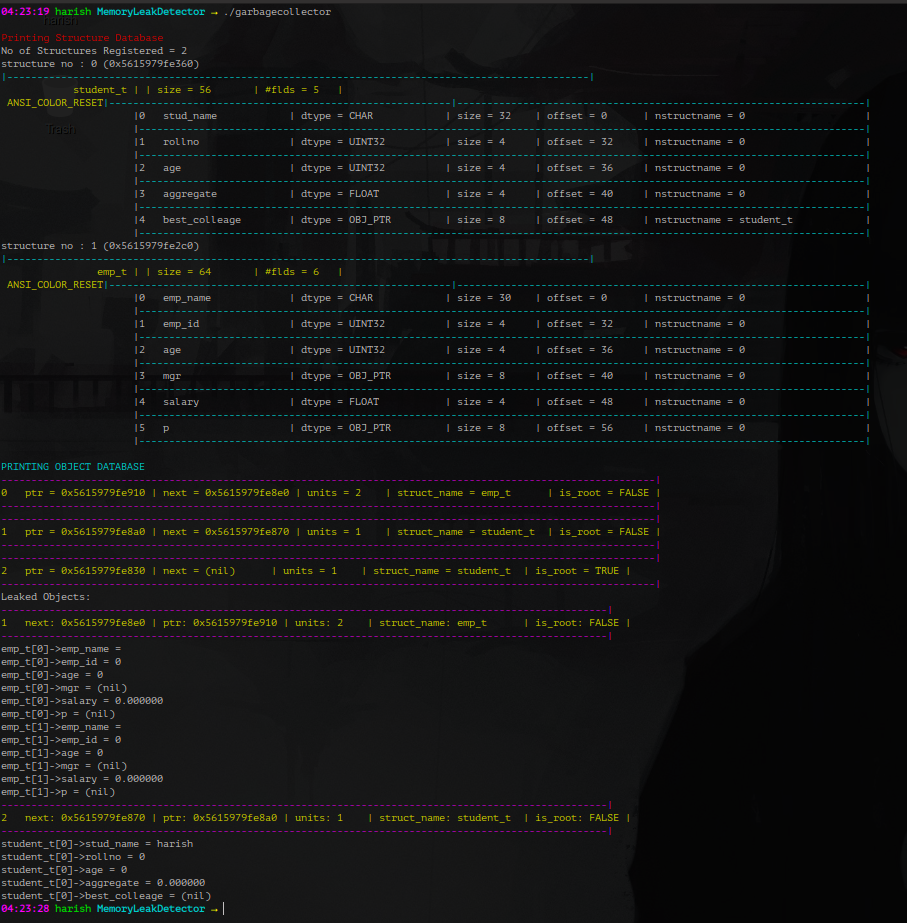 04:23:19 harish MemoryLeakDetector → ./garbagecollector
harish
Printing Structure Database
No of Structures Registered = 2
structure no : 0 (0x5615979fe360)
|------------------------------------------------------------------------------------------------|
student_t | | size = 56 | #flds = 5 |
ANSI_COLOR_RESET|----------------------------------------------------------|--------------------------------------------------------------------|
|0 stud_name | dtype = CHAR | size = 32 | offset = 0 | nstructname = 0 |
|1 rollno | dtype = UINT32 | size = 4 | offset = 32 | nstructname = 0 |
Trash
|2 age | dtype = UINT32 | size = 4 | offset = 36 | nstructname = 0 |
|3 aggregate | dtype = FLOAT | size = 4 | offset = 40 | nstructname = 0 |
|4 best_colleage | dtype = OBJ_PTR | size = 8 | offset = 48 | nstructname = student_t |
structure no : 1 (0x5615979fe2c0)
|------------------------------------------------------------------------------------------------|
emp_t | | size = 64 | #flds = 6 |
ANSI_COLOR_RESET|----------------------------------------------------------|--------------------------------------------------------------------|
|0 emp_name | dtype = CHAR | size = 30 | offset = 0 | nstructname = 0 |
|1 emp_id | dtype = UINT32 | size = 4 | offset = 32 | nstructname = 0 |
|2 age | dtype = UINT32 | size = 4 | offset = 36 | nstructname = 0 |
|3 mgr | dtype = OBJ_PTR | size = 8 | offset = 40 | nstructname = 0 |
|4 salary | dtype = FLOAT | size = 4 | offset = 48 | nstructname = 0 |
|5 p | dtype = OBJ_PTR | size = 8 | offset = 56 | nstructname = 0 |
PRINTING OBJECT DATABASE
0 ptr = 0x5615979fe910 | next = 0x5615979fe8e0 | units = 2 | struct_name = emp_t | is_root = FALSE |
1 ptr = 0x5615979fe8a0 | next = 0x5615979fe870 | units = 1 | struct_name = student_t | is_root = FALSE |
2 ptr = 0x5615979fe830 | next = (nil) | units = 1 | struct_name = student_t | is_root = TRUE |
Leaked Objects:
1 next: 0x5615979fe8e0 | ptr: 0x5615979fe910 | units: 2 | struct_name: emp_t | is_root: FALSE |
emp_t[0]->emp_name =
emp_t[0]->emp_id = 0
emp_t[0]->age = 0
emp_t[0]->mgr = (nil)
emp_t[0]->salary = 0.000000
emp_t[0]->p = (nil)
emp_t[1]->emp_name =
emp_t[1]->emp_id = 0
emp_t[1]->age = 0
emp_t[1]->mgr = (nil)
emp_t[1]->salary = 0.000000
emp_t[1]->p = (nil)
2 next: 0x5615979fe870 | ptr: 0x5615979fe8a0 | units: 1 | struct_name: student_t | is_root: FALSE |
student_t[0]->stud_name = harish
student_t[0]->rollno = 0
student_t[0]->age = 0
student_t[0]->aggregate = 0.000000
student_t[0]->best_colleage = (nil)
04:23:28 harish MemoryLeakDetector →